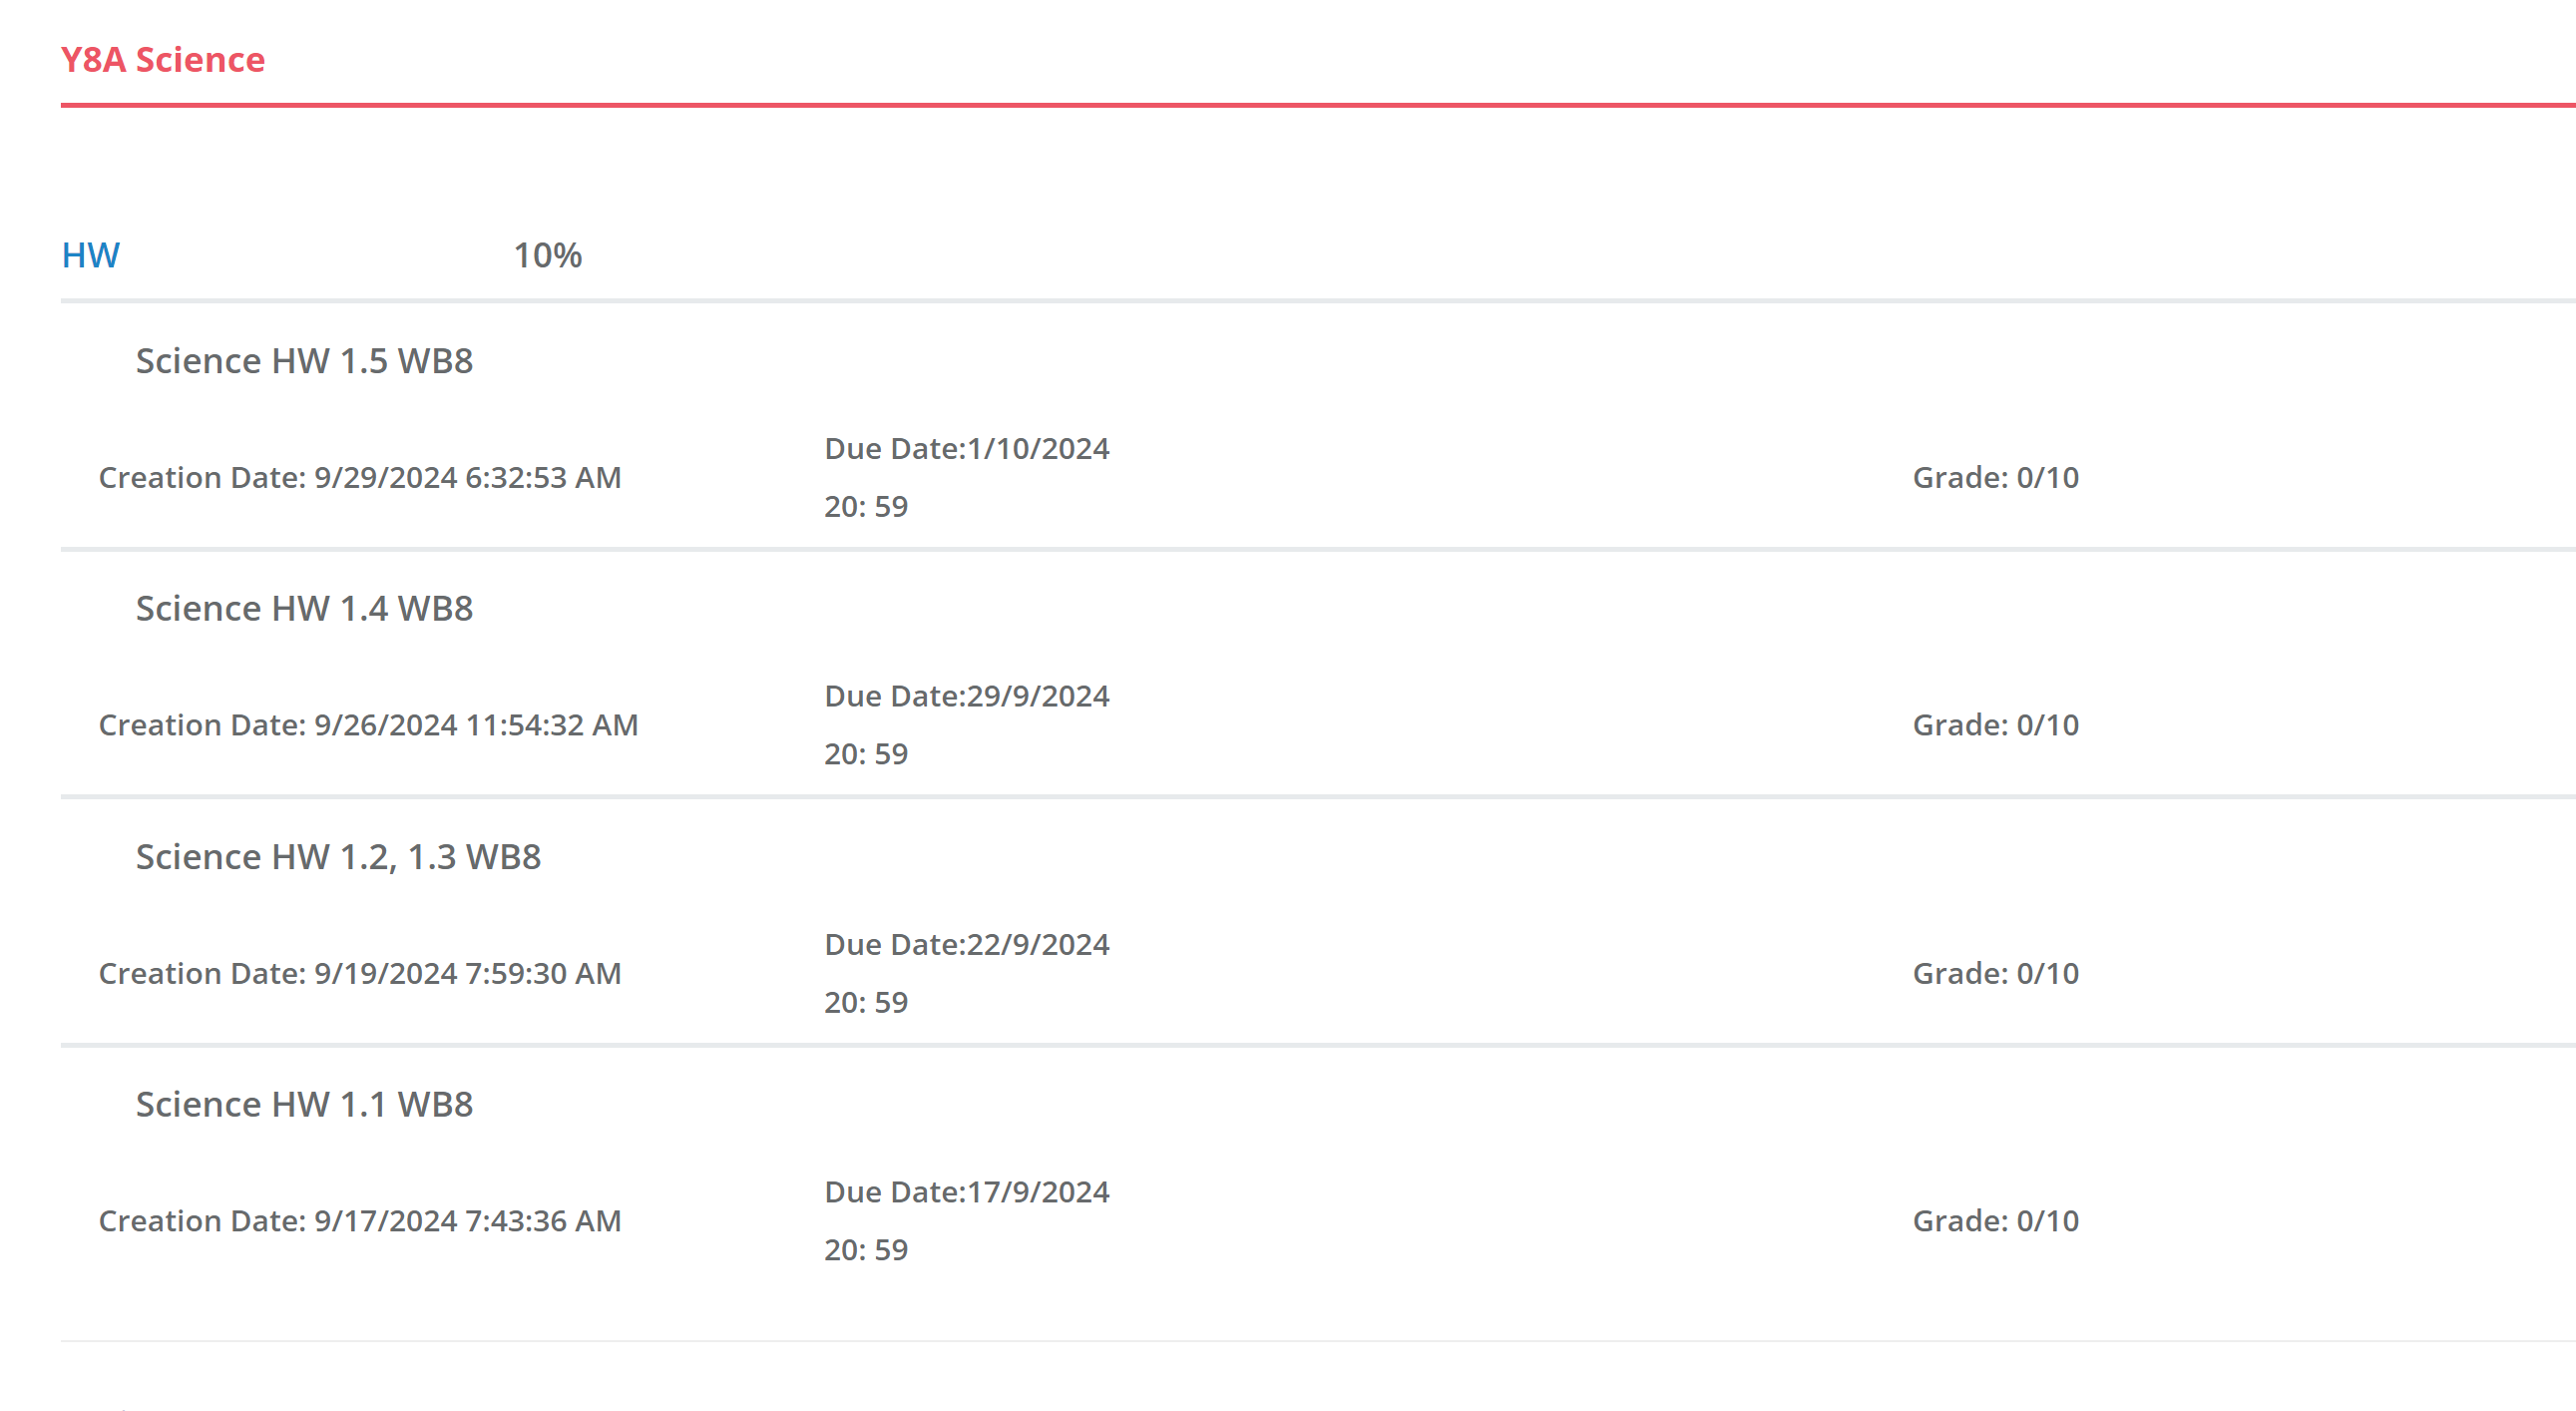 Y8A Science
HW 10%
Science HW 1.5 WB8
Creation Date: 9/29/2024 6:32:53 AM
Due Date:1/10/2024
20: 59
Grade: 0/10
Science HW 1.4 WB8
Creation Date: 9/26/2024 11:54:32 AM
Due Date:29/9/2024
20: 59
Grade: 0/10
Science HW 1.2, 1.3 WB8
Creation Date: 9/19/2024 7:59:30 AM
Due Date:22/9/2024
20: 59
Grade: 0/10
Science HW 1.1 WB8
Creation Date: 9/17/2024 7:43:36 AM
Due Date:17/9/2024
20: 59
Grade: 0/10